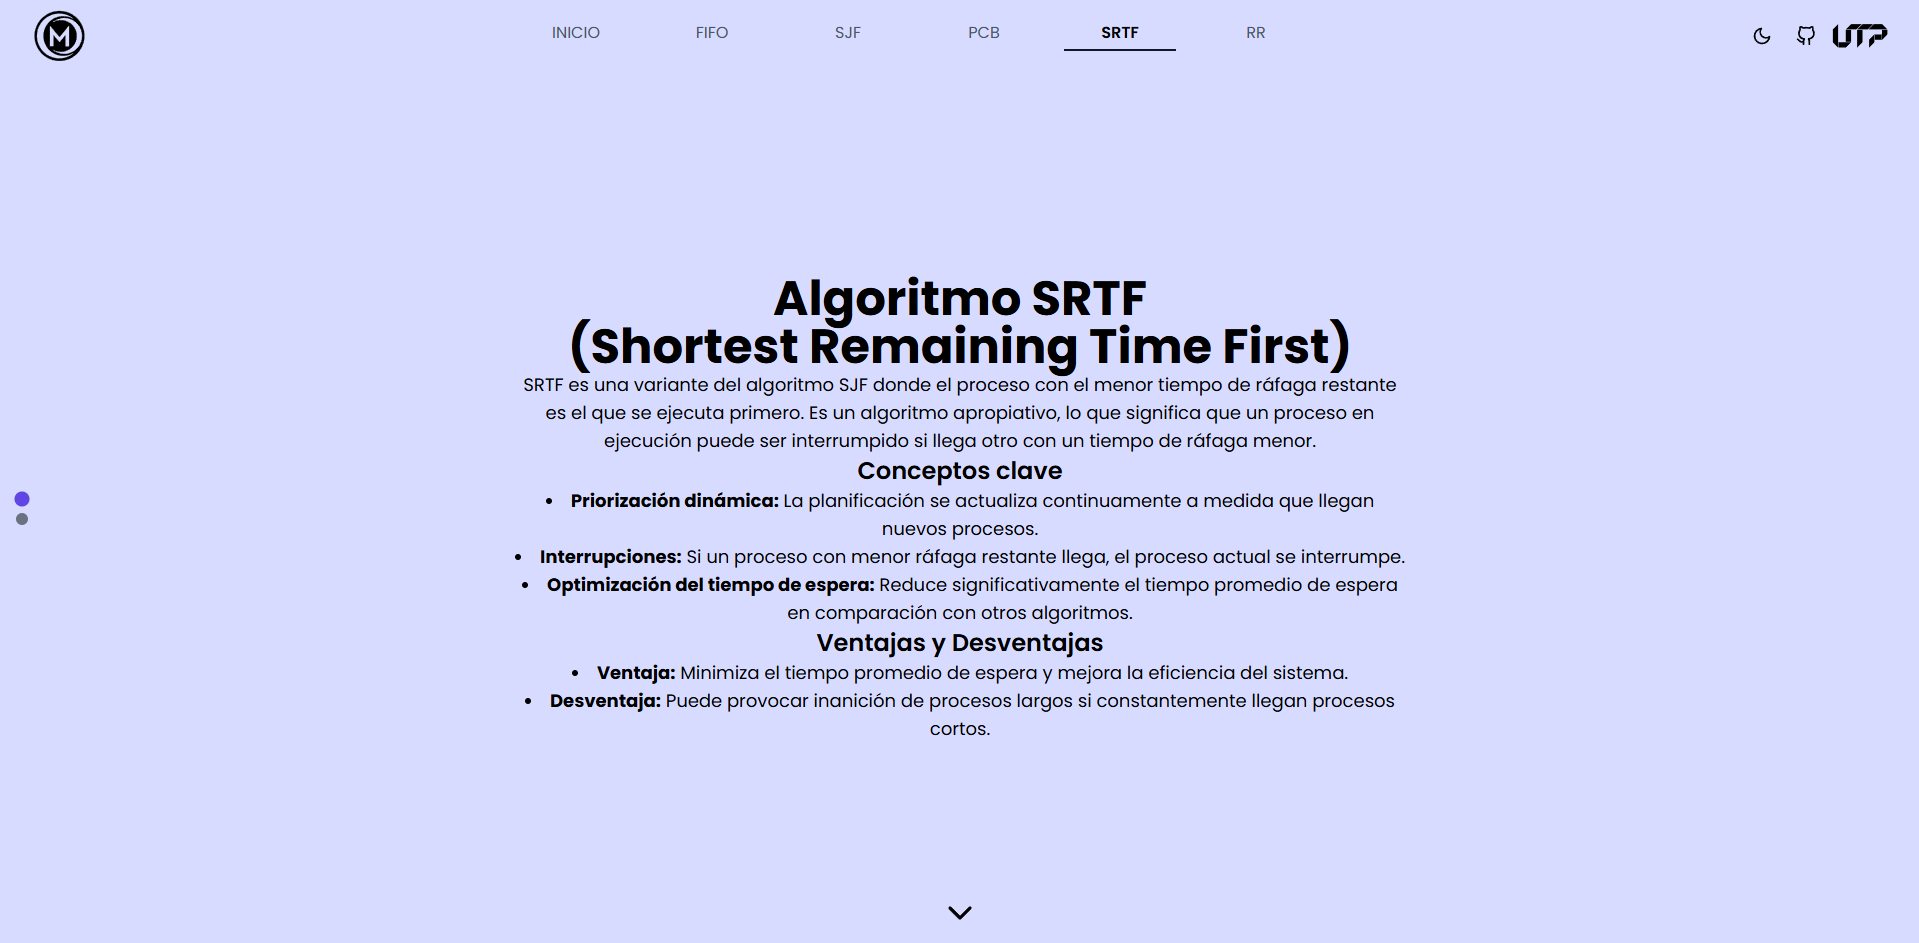 M
INICIO
FIFO
SJF
PCB
SRTF
RR
UTP
Algoritmo SRTF
(Shortest Remaining Time First)
SRTF es una variante del algoritmo SJF donde el proceso con el menor tiempo de ráfaga restante
es el que se ejecuta primero. Es un algoritmo apropiativo, lo que significa que un proceso en
ejecución puede ser interrumpido si llega otro con un tiempo de ráfaga menor.
Conceptos clave
• Priorización dinámica: La planificación se actualiza continuamente a medida que llegan
nuevos procesos.
• Interrupciones: Si un proceso con menor ráfaga restante llega, el proceso actual se interrumpe.
• Optimización del tiempo de espera: Reduce significativamente el tiempo promedio de espera
en comparación con otros algoritmos.
Ventajas y Desventajas
• Ventaja: Minimiza el tiempo promedio de espera y mejora la eficiencia del sistema.
• Desventaja: Puede provocar inanición de procesos largos si constantemente llegan procesos
cortos.